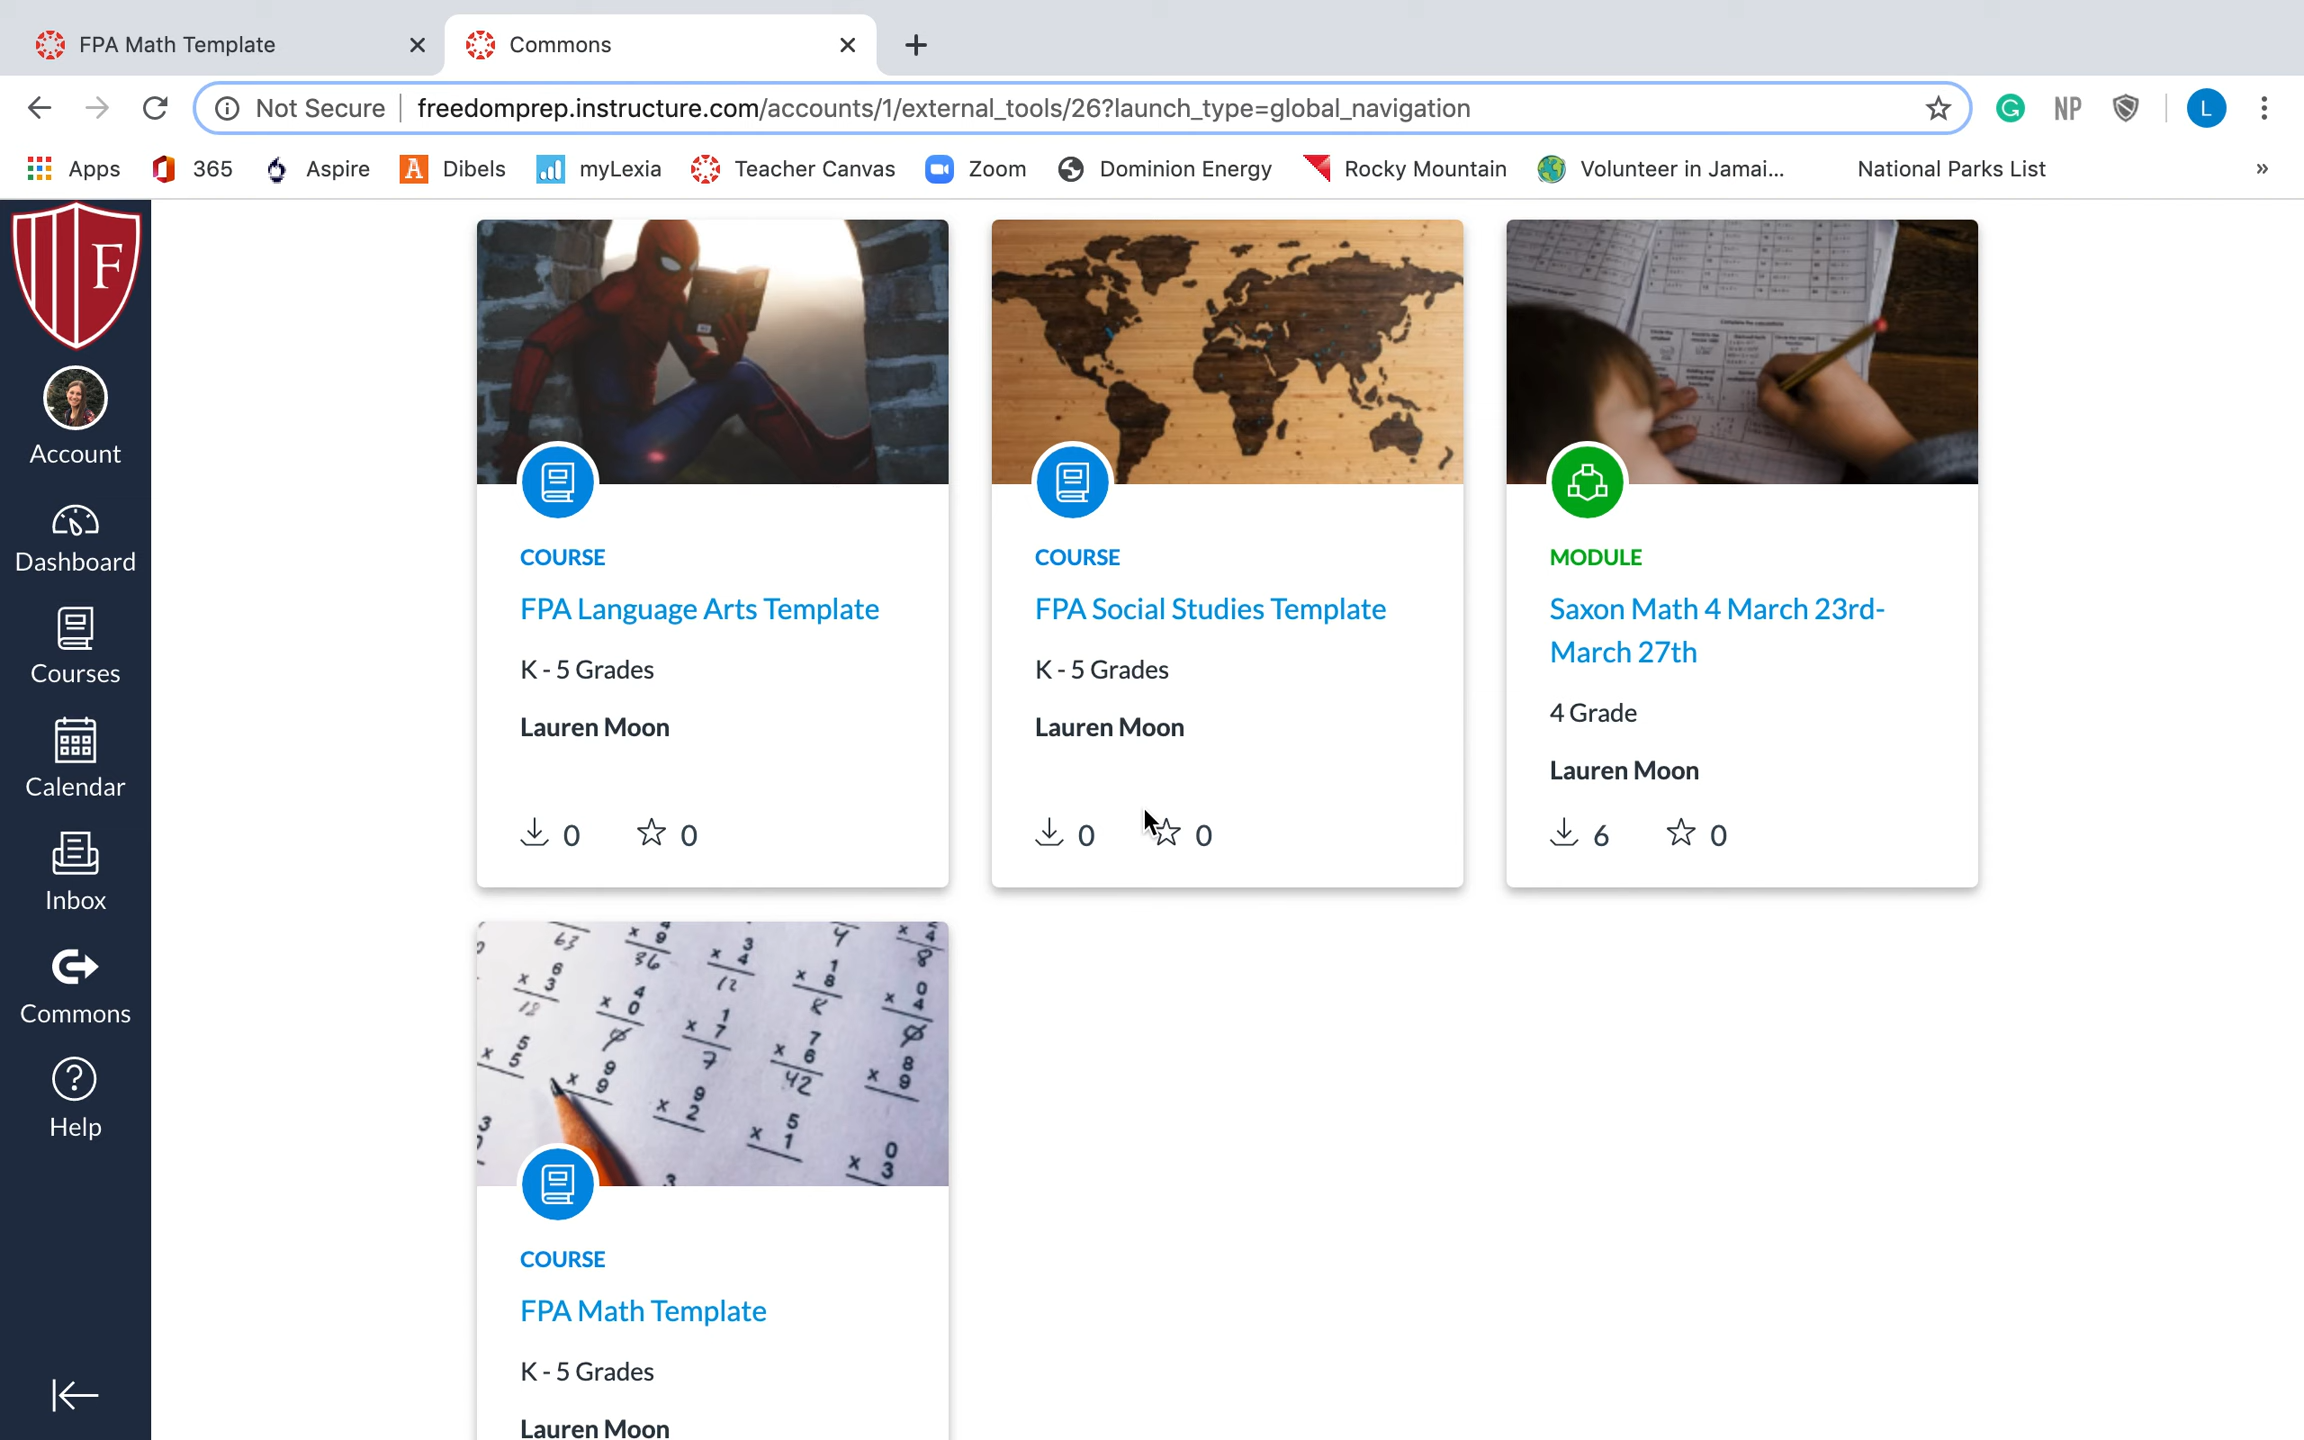 FPA Math Template
Commons
Not Secure
freedomprep.instructure.com/accounts/1/external_tools/26?launch_type=global_navigation
NP
L
Apps
365
Aspire
A
Dibels
myLexia
Teacher Canvas
Zoom
Dominion Energy
Rocky Mountain
Volunteer in Jamai...
National Parks List
»
F
Account
Dashboard
Courses
Calendar
Inbox
Commons
Help
COURSE
FPA Language Arts Template
K - 5 Grades
Lauren Moon
0
0
COURSE
FPA Social Studies Template
K - 5 Grades
Lauren Moon
0
0
MODULE
Saxon Math 4 March 23rd-
March 27th
4 Grade
Lauren Moon
6
0
COURSE
FPA Math Template
K - 5 Grades
Lauren Moon